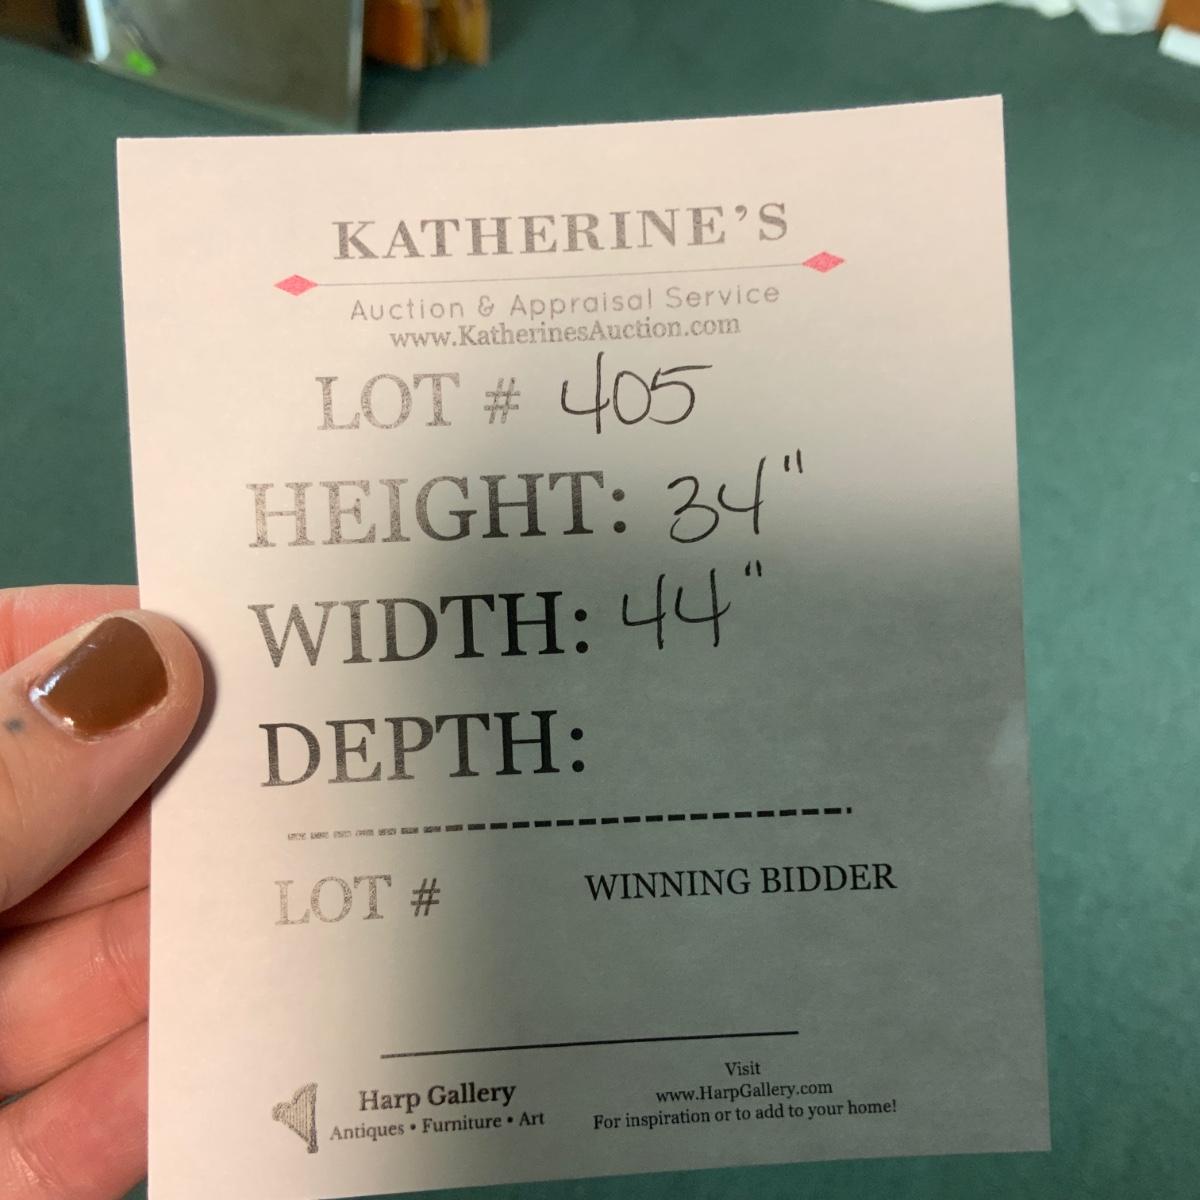 KATHERINE'S
Auction & Appraisal Service
www.KatherinesAuction.com
LOT # 405
HEIGHT: 34"
WIDTH: 44"
DEPTH:
LOT # WINNING BIDDER
Harp Gallery
Antiques • Furniture • Art
Visit
www.HarpGallery.com
For inspiration or to add to your home!